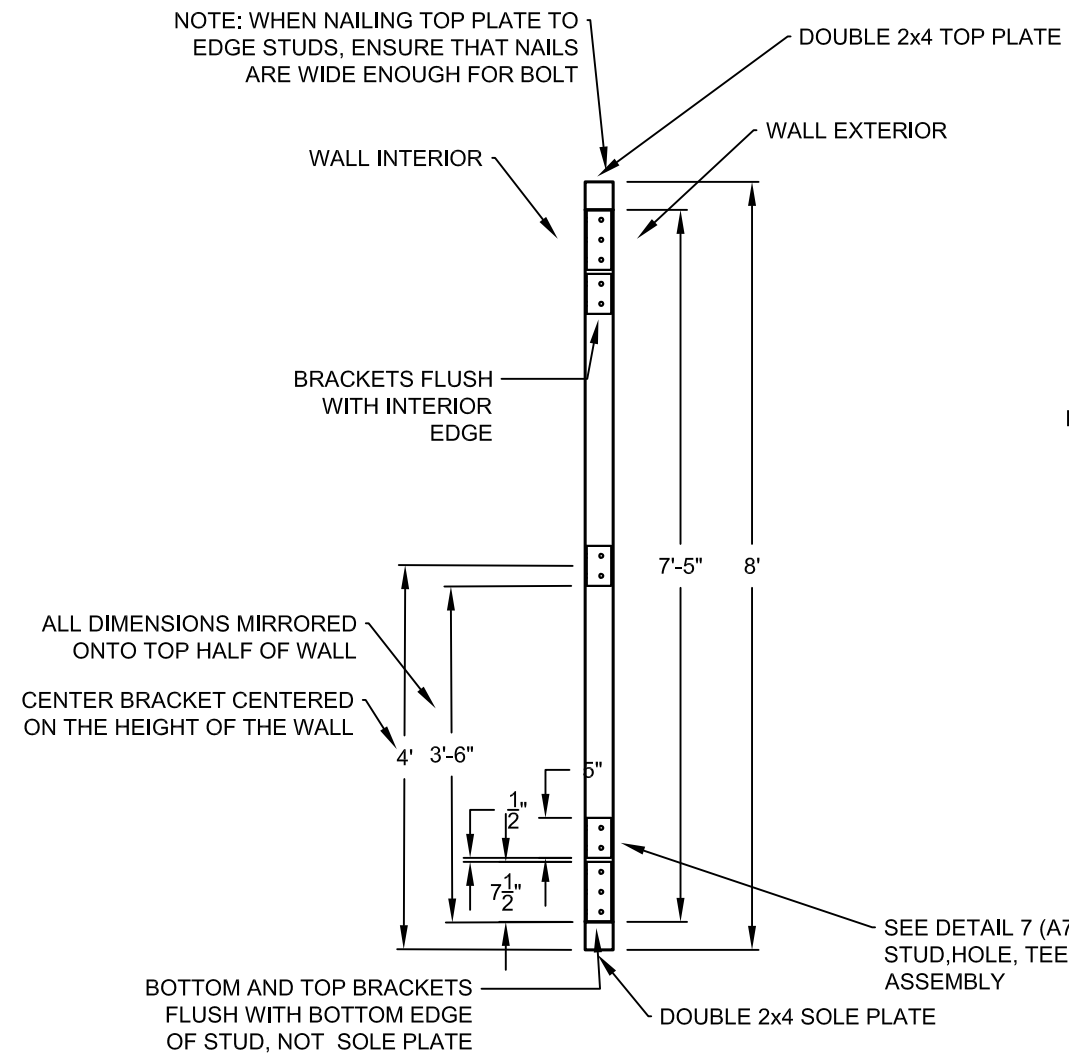 NOTE: WHEN NAILING TOP PLATE TO
EDGE STUDS, ENSURE THAT NAILS
ARE WIDE ENOUGH FOR BOLT
DOUBLE 2x4 TOP PLATE
WALL EXTERIOR
WALL INTERIOR
BRACKETS FLUSH
WITH INTERIOR
EDGE
7'-5"
8'
ALL DIMENSIONS MIRRORED
ONTO TOP HALF OF WALL
CENTER BRACKET CENTERED
ON THE HEIGHT OF THE WALL
4'
3'-6"
5"
1/2"
7 1/2"
SEE DETAIL 7 (A7
STUD,HOLE, TEE
ASSEMBLY
BOTTOM AND TOP BRACKETS
FLUSH WITH BOTTOM EDGE
OF STUD, NOT SOLE PLATE
DOUBLE 2x4 SOLE PLATE